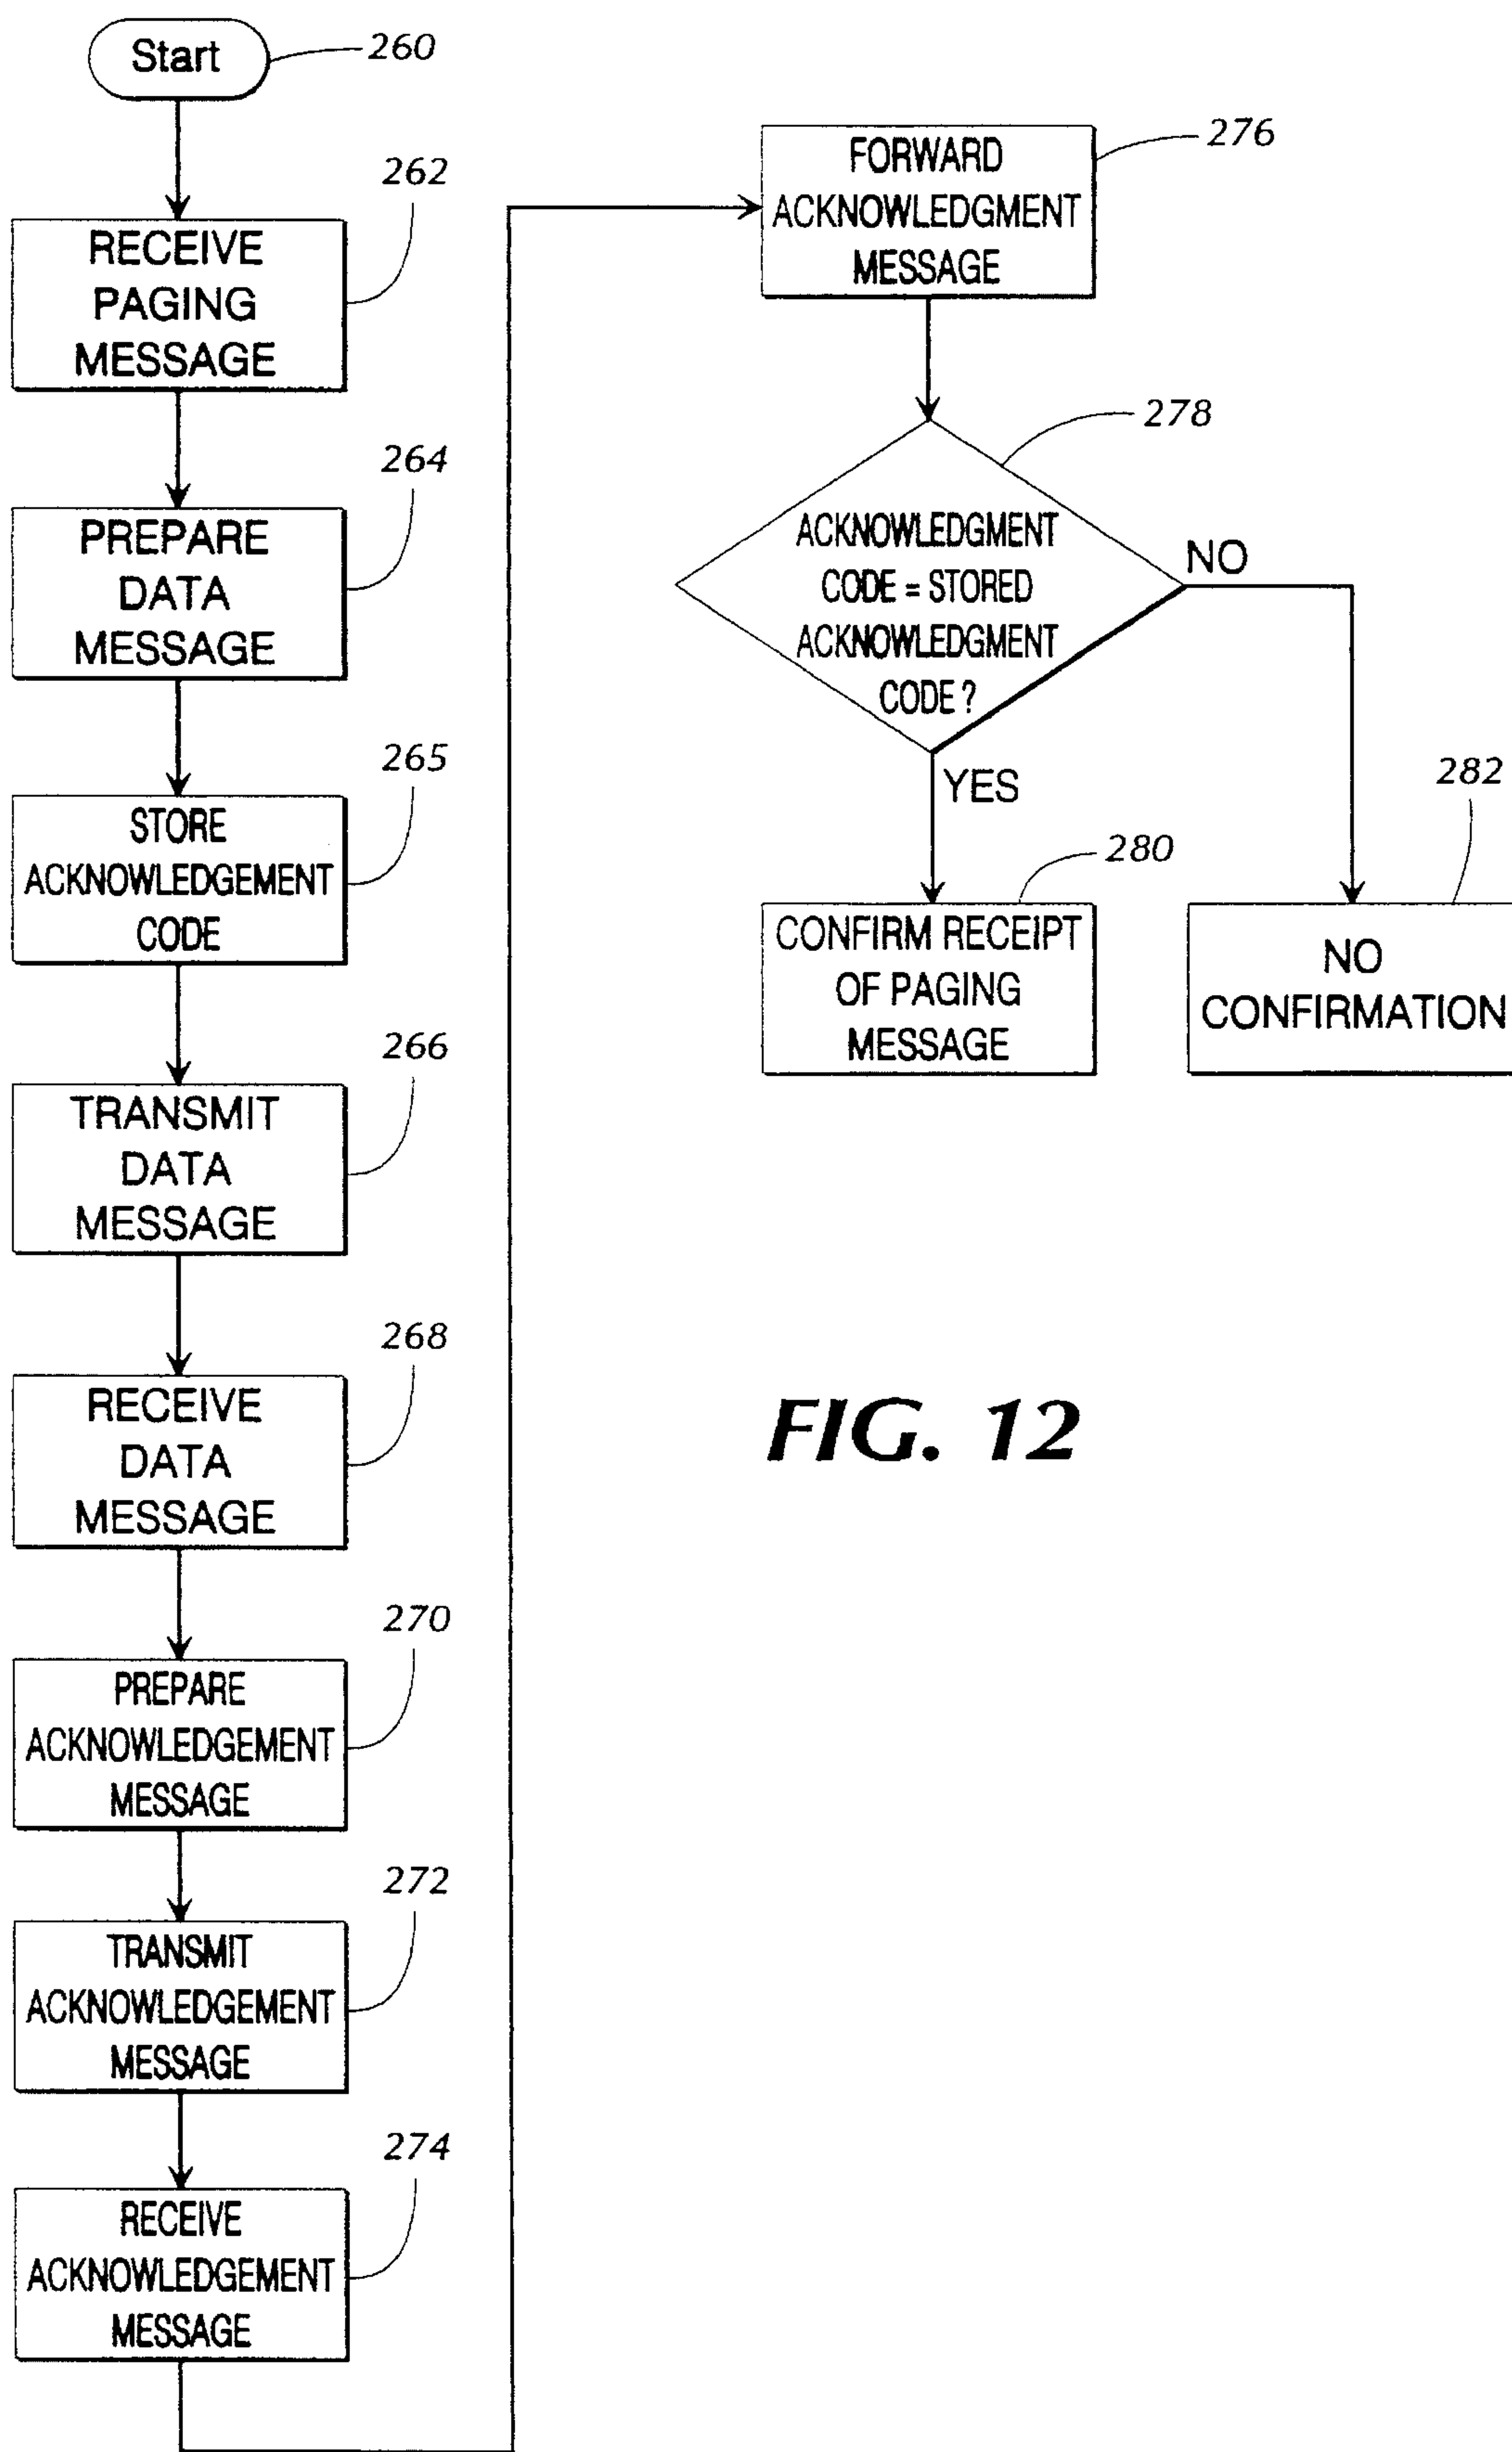 Start
260
262
RECEIVE
PAGING
MESSAGE
264
PREPARE
DATA
MESSAGE
265
STORE
ACKNOWLEDGEMENT
CODE
266
TRANSMIT
DATA
MESSAGE
268
RECEIVE
DATA
MESSAGE
270
PREPARE
ACKNOWLEDGEMENT
MESSAGE
272
TRANSMIT
ACKNOWLEDGEMENT
MESSAGE
274
RECEIVE
ACKNOWLEDGEMENT
MESSAGE
276
FORWARD
ACKNOWLEDGMENT
MESSAGE
278
ACKNOWLEDGMENT
CODE = STORED
ACKNOWLEDGMENT
CODE ?
NO
YES
280
CONFIRM RECEIPT
OF PAGING
MESSAGE
282
NO
CONFIRMATION
FIG. 12